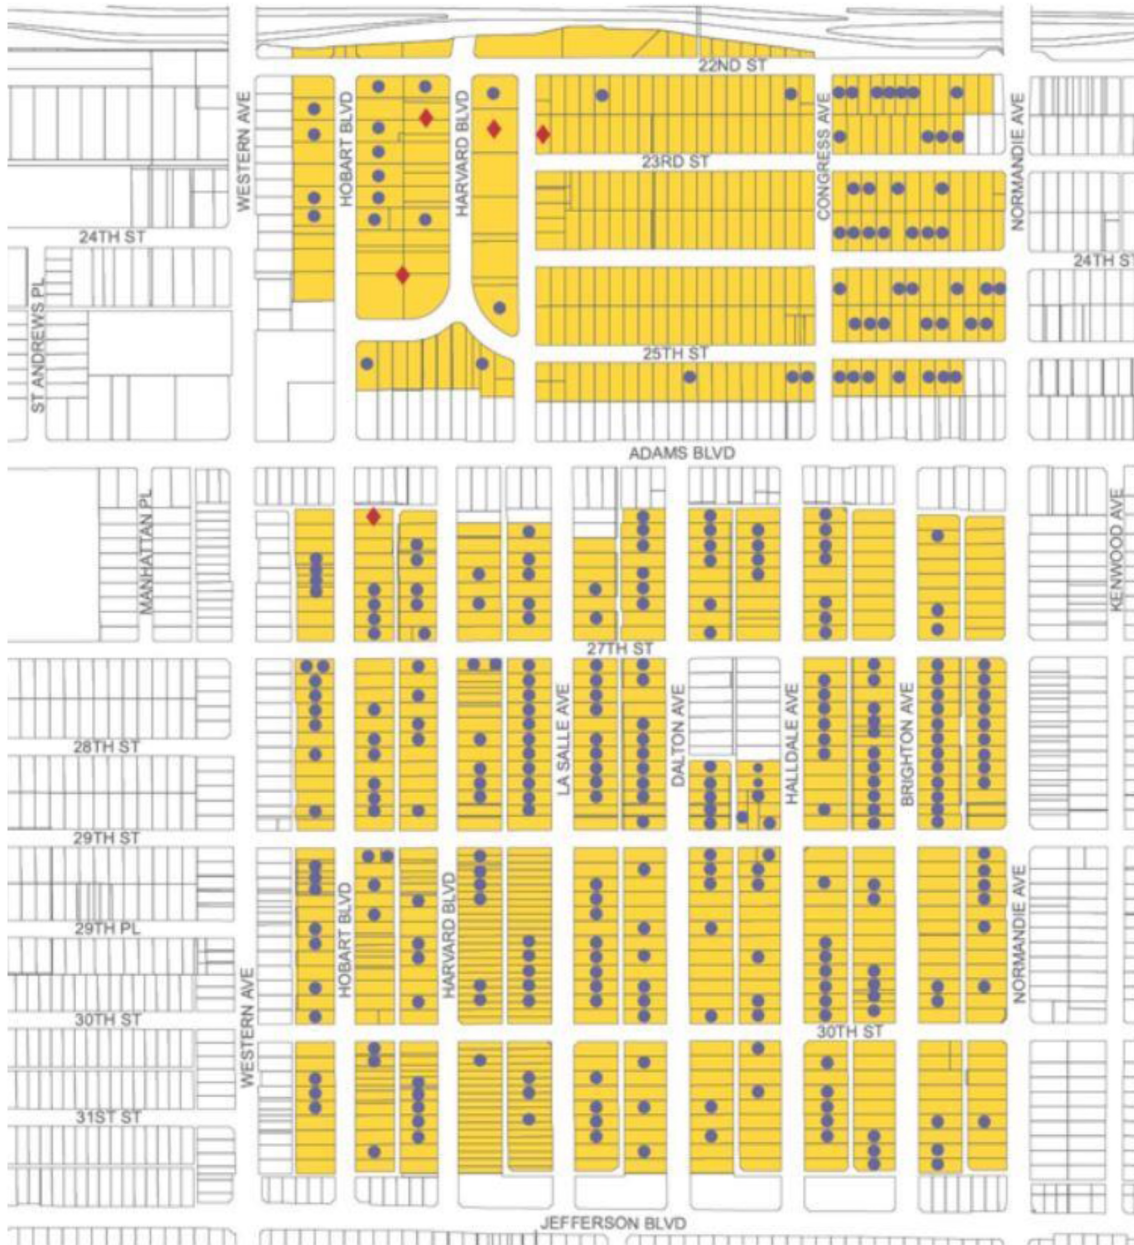 22ND ST
WESTERN AVE
HOBART BLVD
HARVARD BLVD
CONGRESS AVE
NORMANDIE AVE
23RD ST
24TH ST
24TH ST
ST ANDREWS PL
25TH ST
ADAMS BLVD
MANHATTAN PL
KENWOOD AVE
27TH ST
LA SALLE AVE
DALTON AVE
HALLDALE AVE
BRIGHTON AVE
28TH ST
29TH ST
HOBART BLVD
HARVARD BLVD
NORMANDIE AVE
29TH PL
WESTERN AVE
30TH ST
30TH ST
31ST ST
JEFFERSON BLVD